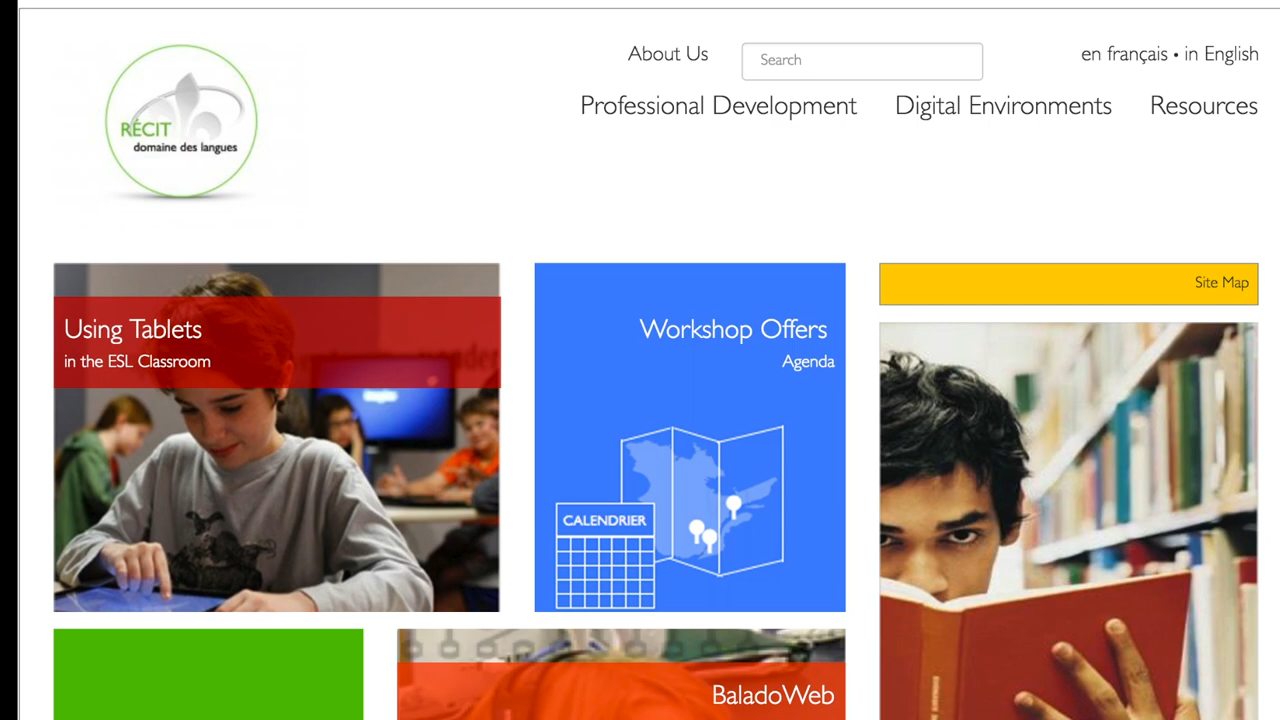 RÉCIT
domaine des langues
About Us
Search
en français • in English
Professional Development
Digital Environments
Resources
Using Tablets
in the ESL Classroom
Workshop Offers
Agenda
CALENDRIER
Site Map
BaladoWeb